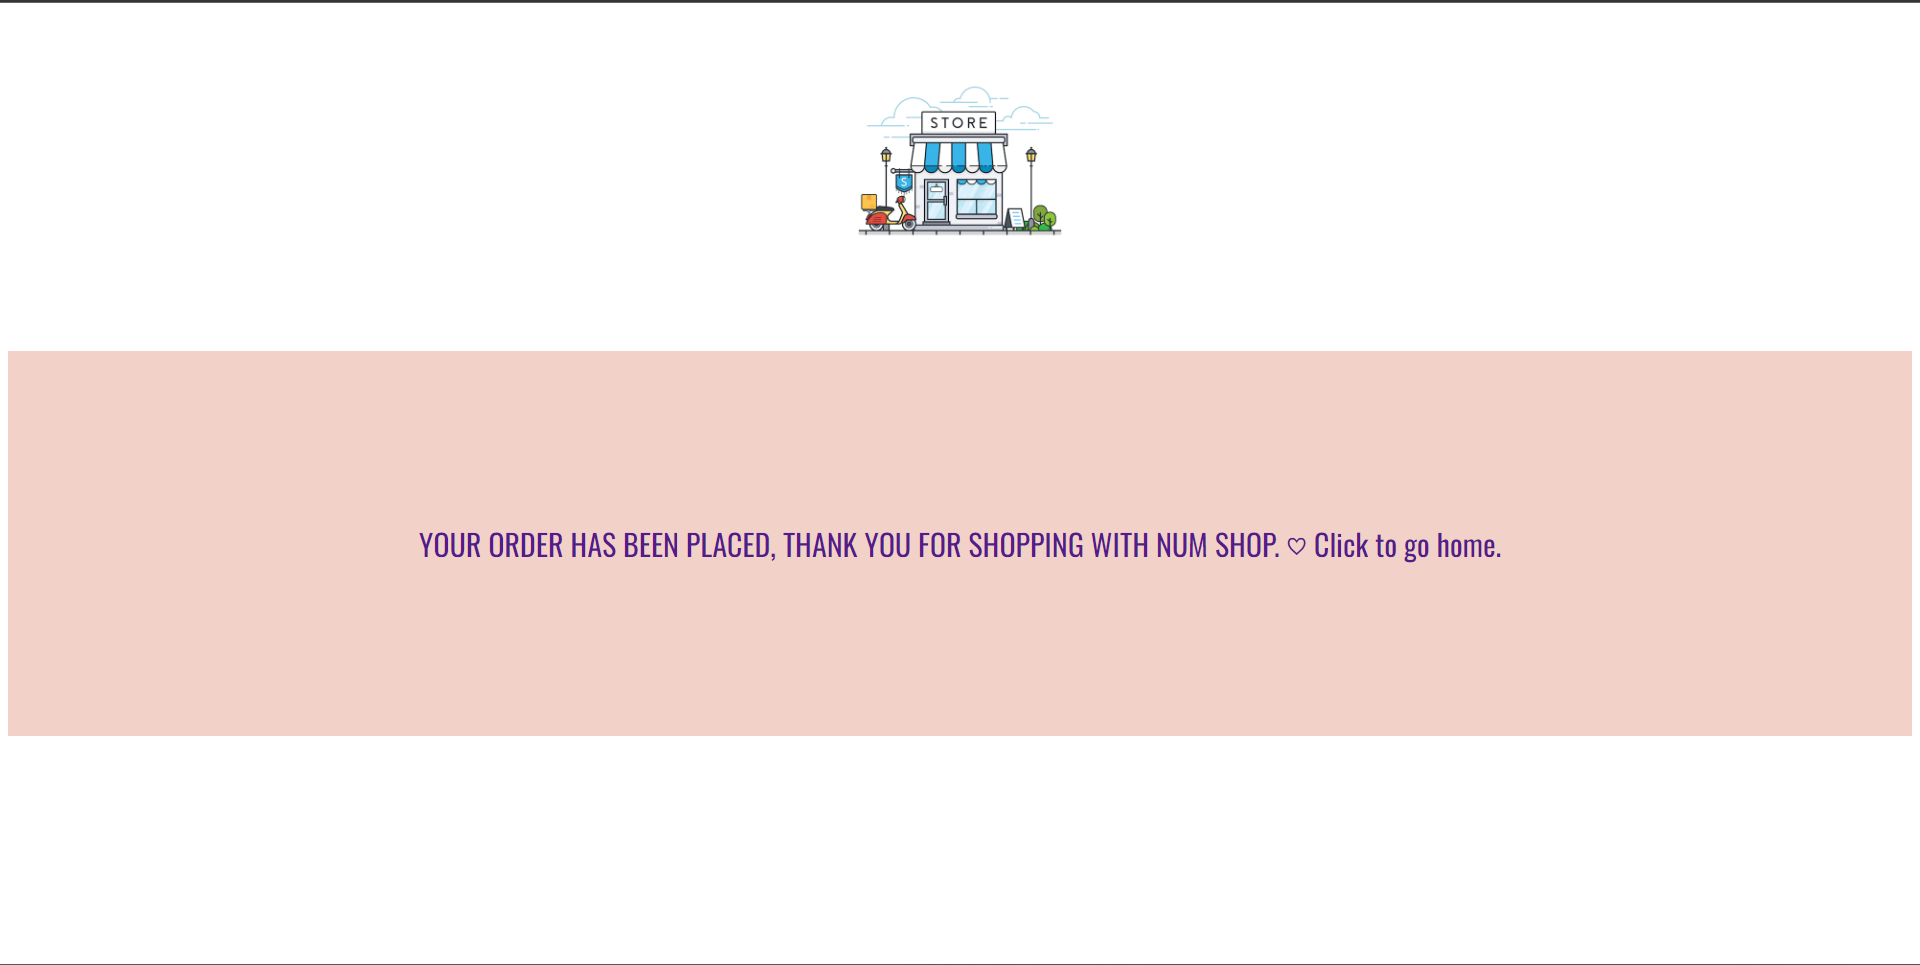 STORE
S
YOUR ORDER HAS BEEN PLACED, THANK YOU FOR SHOPPING WITH NUM SHOP. ♡ Click to go home.